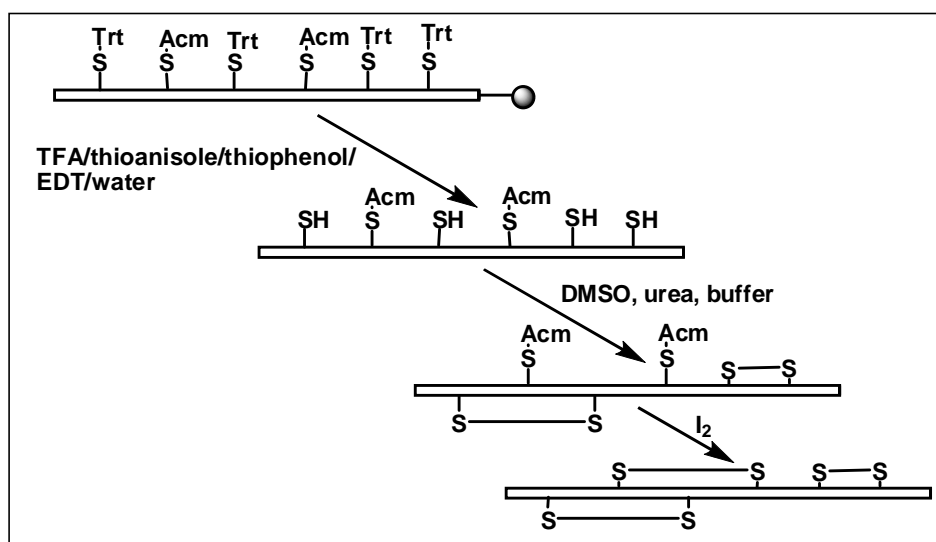 Trt Acm Trt Acm Trt Trt
S S S S S S
TFA/thioanisole/thiophenol/
EDT/water
Acm Acm
SH S SH S SH SH
DMSO, urea, buffer
Acm Acm
S S S S
S S
I₂
S S S S
S S